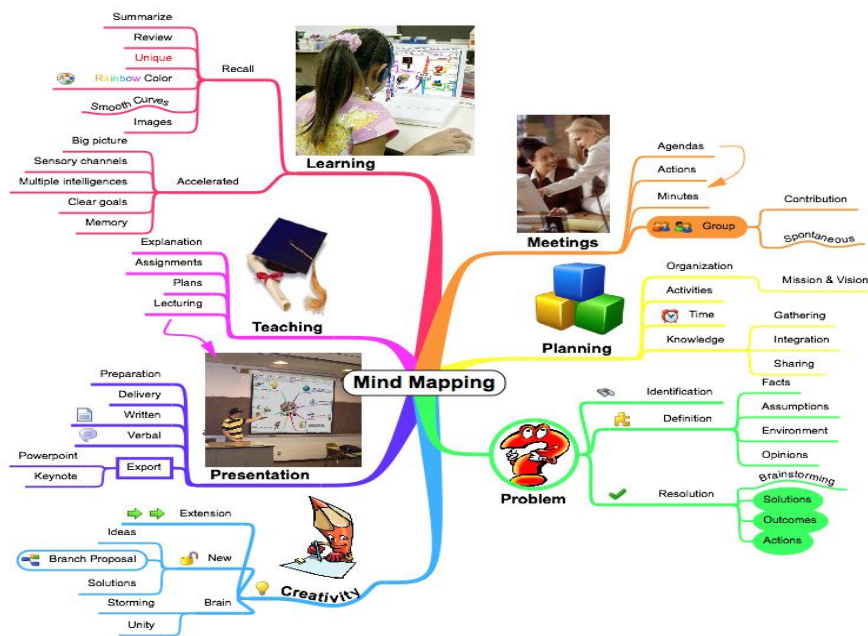 Mind Mapping
Learning
Recall
Summarize
Review
Unique
Rainbow Color
Smooth Curves
Images
Accelerated
Big picture
Sensory channels
Multiple intelligences
Clear goals
Memory
Teaching
Explanation
Assignments
Plans
Lecturing
Presentation
Preparation
Delivery
Written
Verbal
Export
Powerpoint
Keynote
Creativity
Extension
New
Ideas
Branch Proposal
Solutions
Brain
Storming
Unity
Meetings
Agendas
Actions
Minutes
Group
Contribution
Spontaneous
Planning
Organization
Mission & Vision
Activities
Time
Knowledge
Gathering
Integration
Sharing
Problem
Identification
Definition
Facts
Assumptions
Environment
Opinions
Resolution
Brainstorming
Solutions
Outcomes
Actions